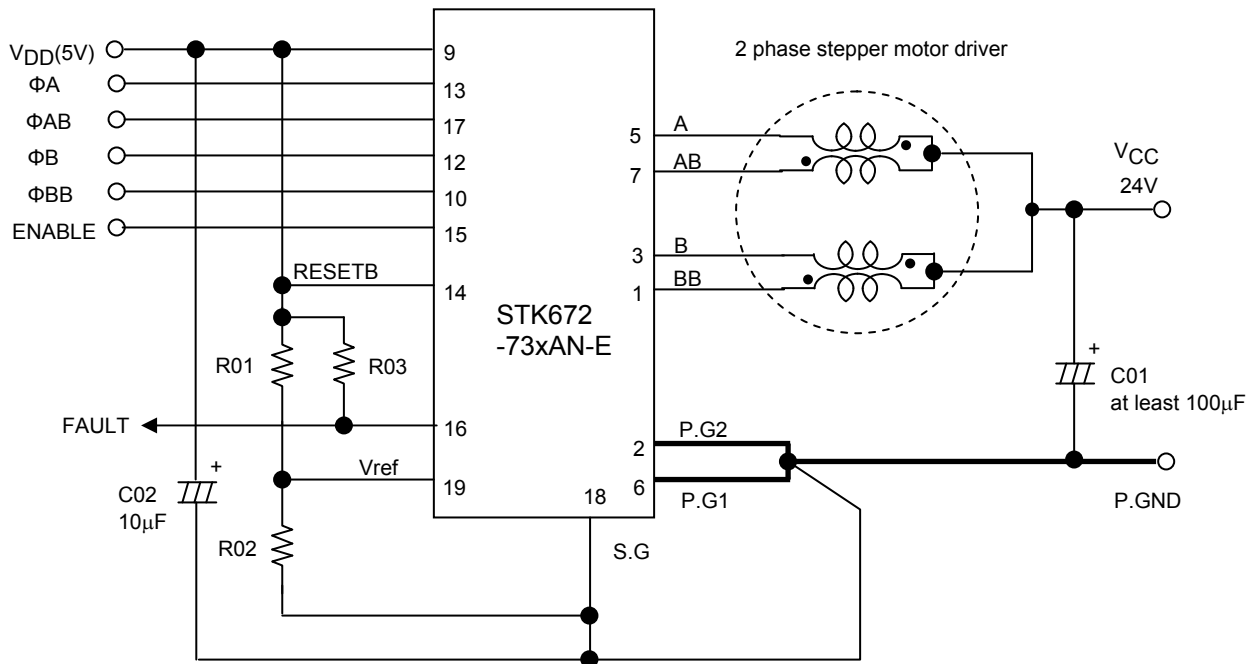 VDD(5V)
ΦA
ΦAB
ΦB
ΦBB
ENABLE
9
13
17
12
10
15
RESETB
14
R01
R03
FAULT
16
Vref
19
C02
10μF
+
R02
STK672
-73xAN-E
18
S.G
2 phase stepper motor driver
5
A
7
AB
3
B
1
BB
VCC
24V
+
C01
at least 100μF
2
P.G2
6
P.G1
P.GND